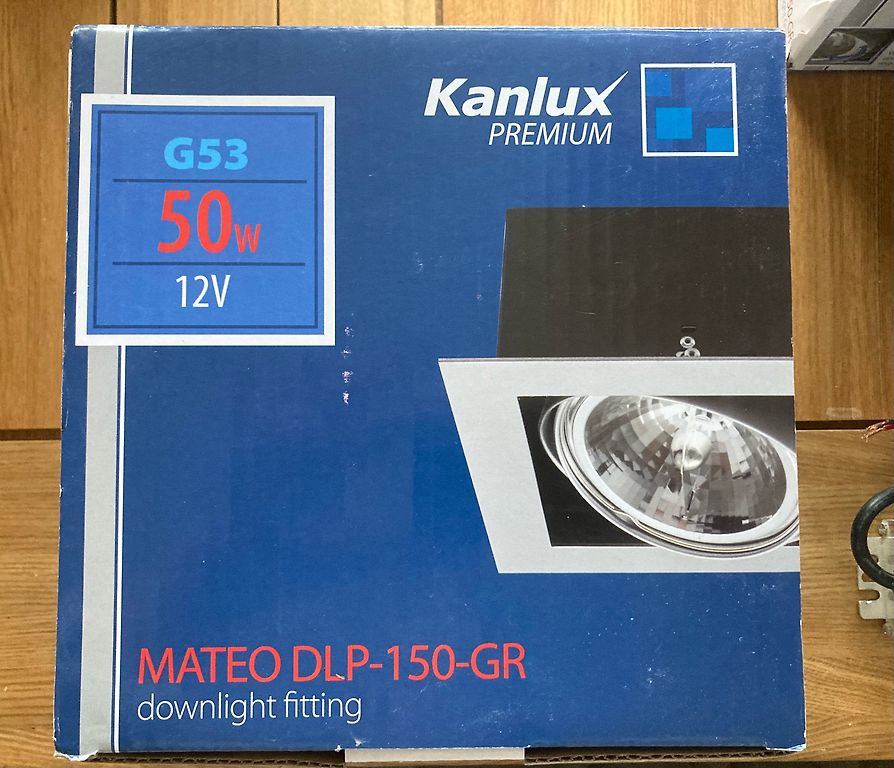 Kanlux
PREMIUM
G53
50W
12V
MATEO DLP-150-GR
downlight fitting